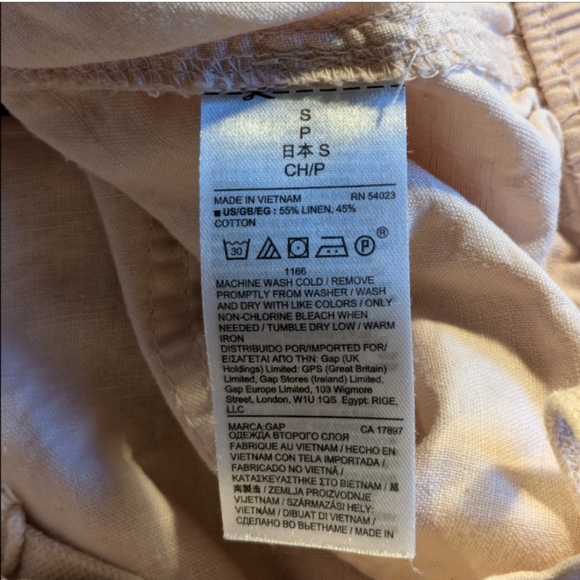 S
P
日本 S
CH/P
MADE IN VIETNAM RN 54023
■ US/GB/EG : 55% LINEN, 45%
COTTON
30 P ®
1166
MACHINE WASH COLD / REMOVE
PROMPTLY FROM WASHER / WASH
AND DRY WITH LIKE COLORS / ONLY
NON-CHLORINE BLEACH WHEN
NEEDED / TUMBLE DRY LOW / WARM
IRON
DISTRIBUIDO POR/IMPORTED FOR/
ΕΙΣΑΓΕΤΑΙ ΑΠΟ ΤΗΝ: Gap (UK
Holdings) Limited: GPS (Great Britain)
Limited, Gap Stores (Ireland) Limited.
Gap Europe Limited, 103 Wigmore
Street, London, W1U 1QS Egypt: RIGE,
LLC
MARCA:GAP CA 17897
ОДЕЖДА ВТОРОГО СЛОЯ
FABRIQUE AU VIETNAM / HECHO EN
VIETNAM CON TELA IMPORTADA /
FABRICADO NO VIETNÃ /
ΚΑΤΑΣΚΕΥΑΣΤΗΚΕ ΣΤΟ ΒΙΕΤΝΑΜ / 越
南製造 / ZEMLJA PROIZVODNJE
VIJETNAM / SZÁRMAZÁSI HELY:
VIETNÁM / DIBUAT DI VIETNAM /
СДЕЛАНО ВО ВЬЕТНАМЕ / MADE IN